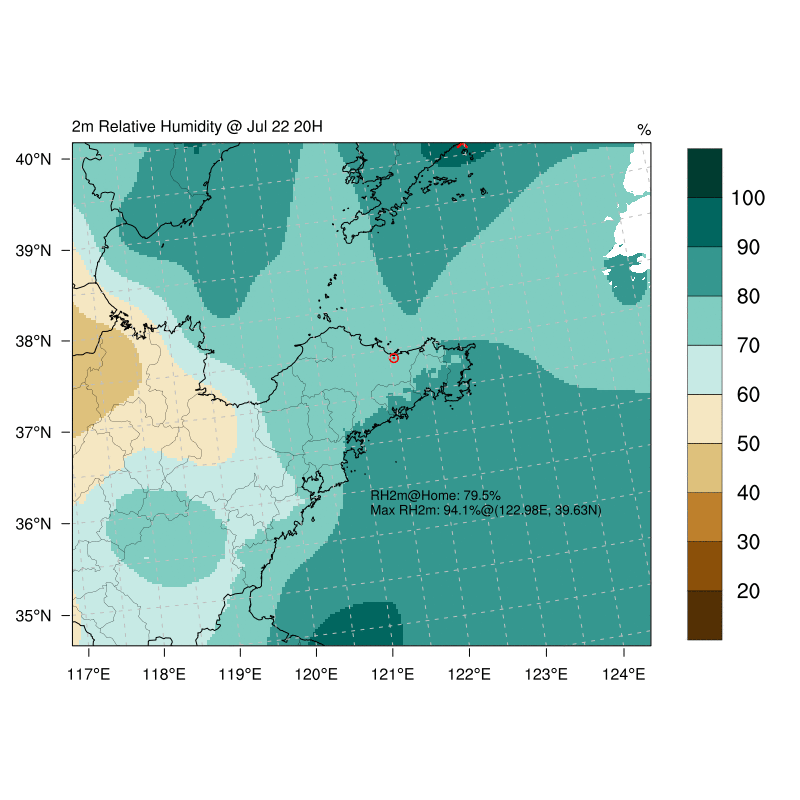 2m Relative Humidity @ Jul 22 20H
%
40°N
39°N
38°N
37°N
36°N
35°N
117°E
118°E
119°E
120°E
121°E
122°E
123°E
124°E
RH2m@Home: 79.5%
Max RH2m: 94.1%@(122.98E, 39.63N)
100
90
80
70
60
50
40
30
20